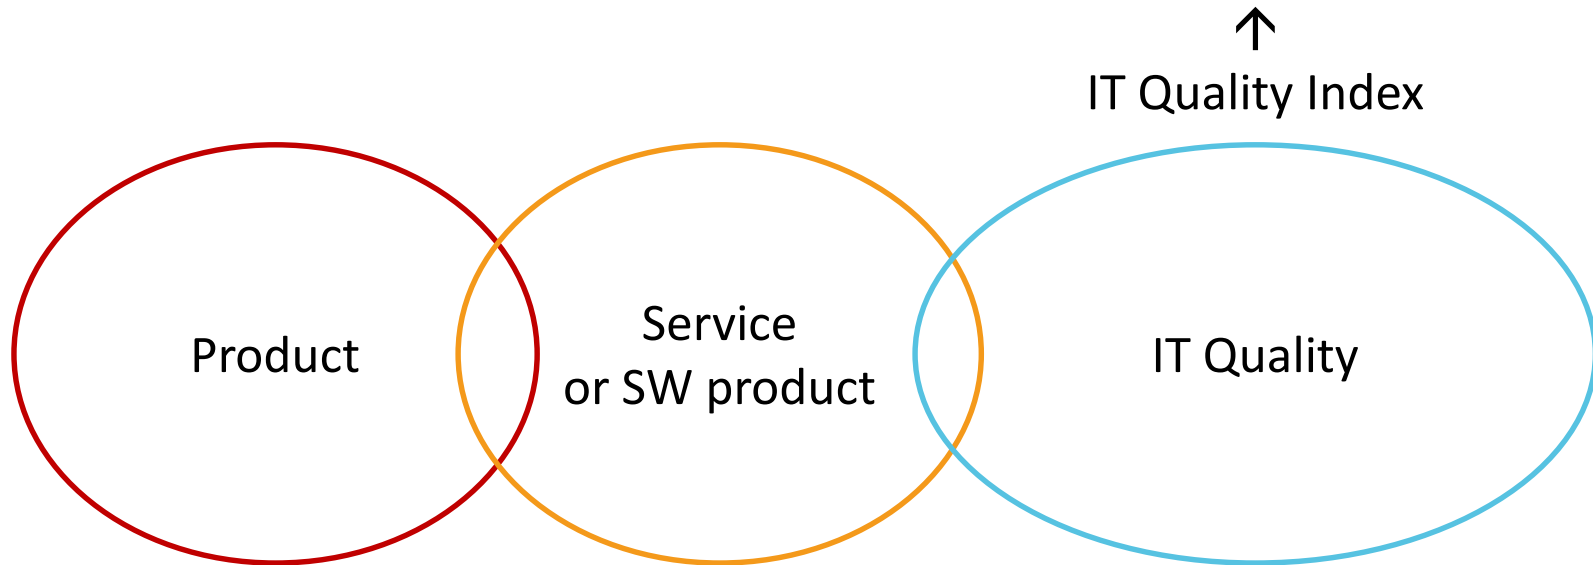 ↑
IT Quality Index
Product
Service
or SW product
IT Quality